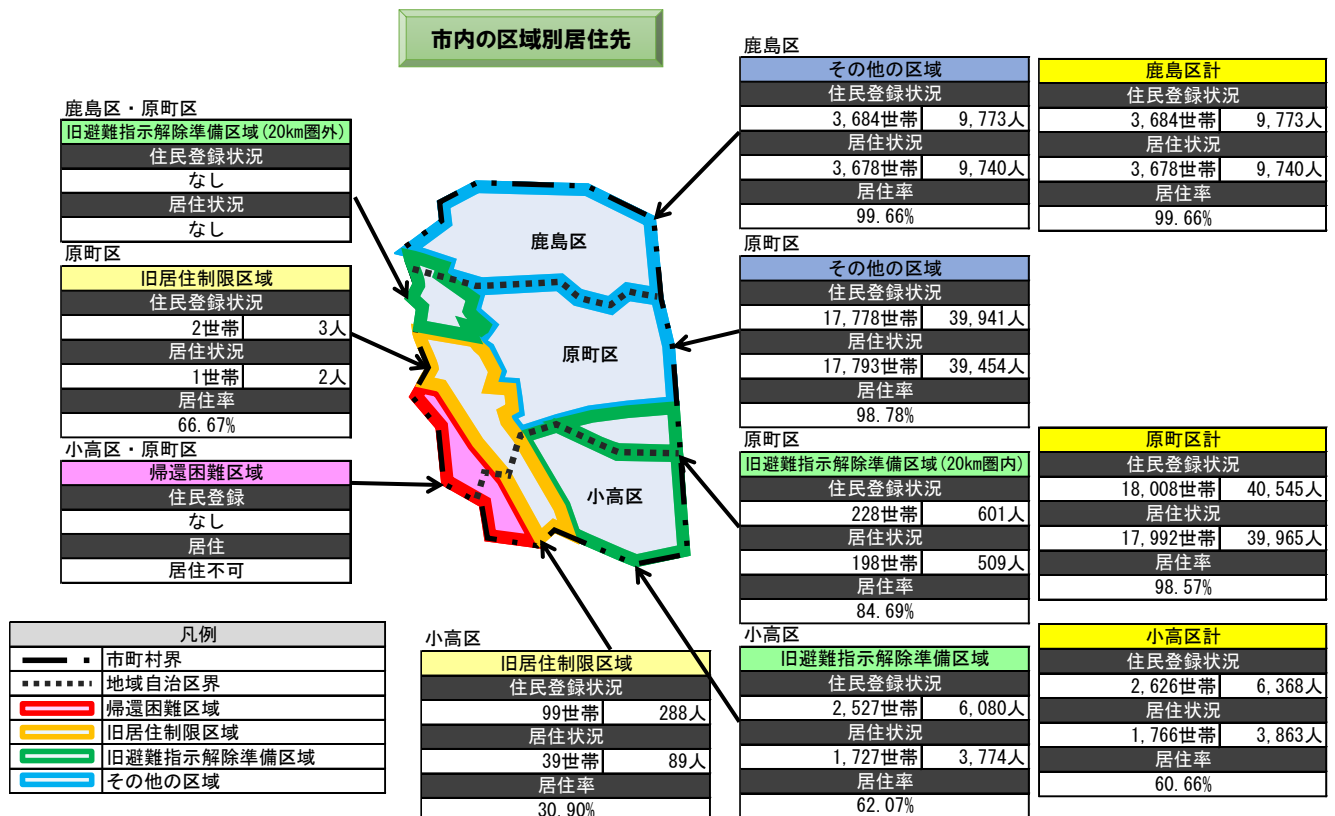 市内の区域別居住先
鹿島区・原町区
旧避難指示解除準備区域(20km圏外)
住民登録状況
なし
居住状況
なし
原町区
旧居住制限区域
住民登録状況
2世帯 3人
居住状況
1世帯 2人
居住率
66.67%
小高区・原町区
帰還困難区域
住民登録
なし
居住
居住不可
鹿島区
原町区
小高区
鹿島区
その他の区域
住民登録状況
3,684世帯 9,773人
居住状況
3,678世帯 9,740人
居住率
99.66%
鹿島区計
住民登録状況
3,684世帯 9,773人
居住状況
3,678世帯 9,740人
居住率
99.66%
原町区
その他の区域
住民登録状況
17,778世帯 39,941人
居住状況
17,793世帯 39,454人
居住率
98.78%
原町区
旧避難指示解除準備区域(20km圏内)
住民登録状況
228世帯 601人
居住状況
198世帯 509人
居住率
84.69%
原町区計
住民登録状況
18,008世帯 40,545人
居住状況
17,992世帯 39,965人
居住率
98.57%
凡例
市町村界
地域自治区界
帰還困難区域
旧居住制限区域
旧避難指示解除準備区域
その他の区域
小高区
旧居住制限区域
住民登録状況
99世帯 288人
居住状況
39世帯 89人
居住率
30.90%
小高区
旧避難指示解除準備区域
住民登録状況
2,527世帯 6,080人
居住状況
1,727世帯 3,774人
居住率
62.07%
小高区計
住民登録状況
2,626世帯 6,368人
居住状況
1,766世帯 3,863人
居住率
60.66%